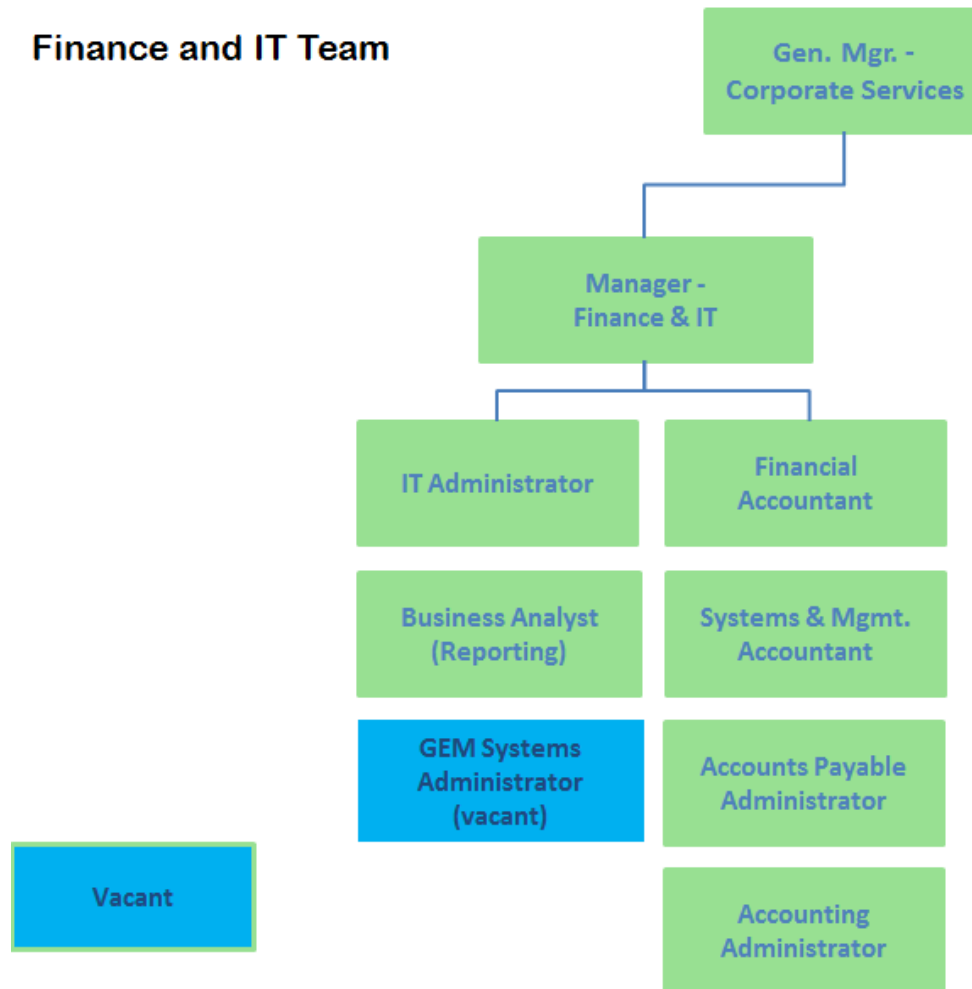 Finance and IT Team
Gen. Mgr. -
Corporate Services
Manager -
Finance & IT
IT Administrator
Financial
Accountant
Business Analyst
(Reporting)
Systems & Mgmt.
Accountant
GEM Systems
Administrator
(vacant)
Accounts Payable
Administrator
Vacant
Accounting
Administrator